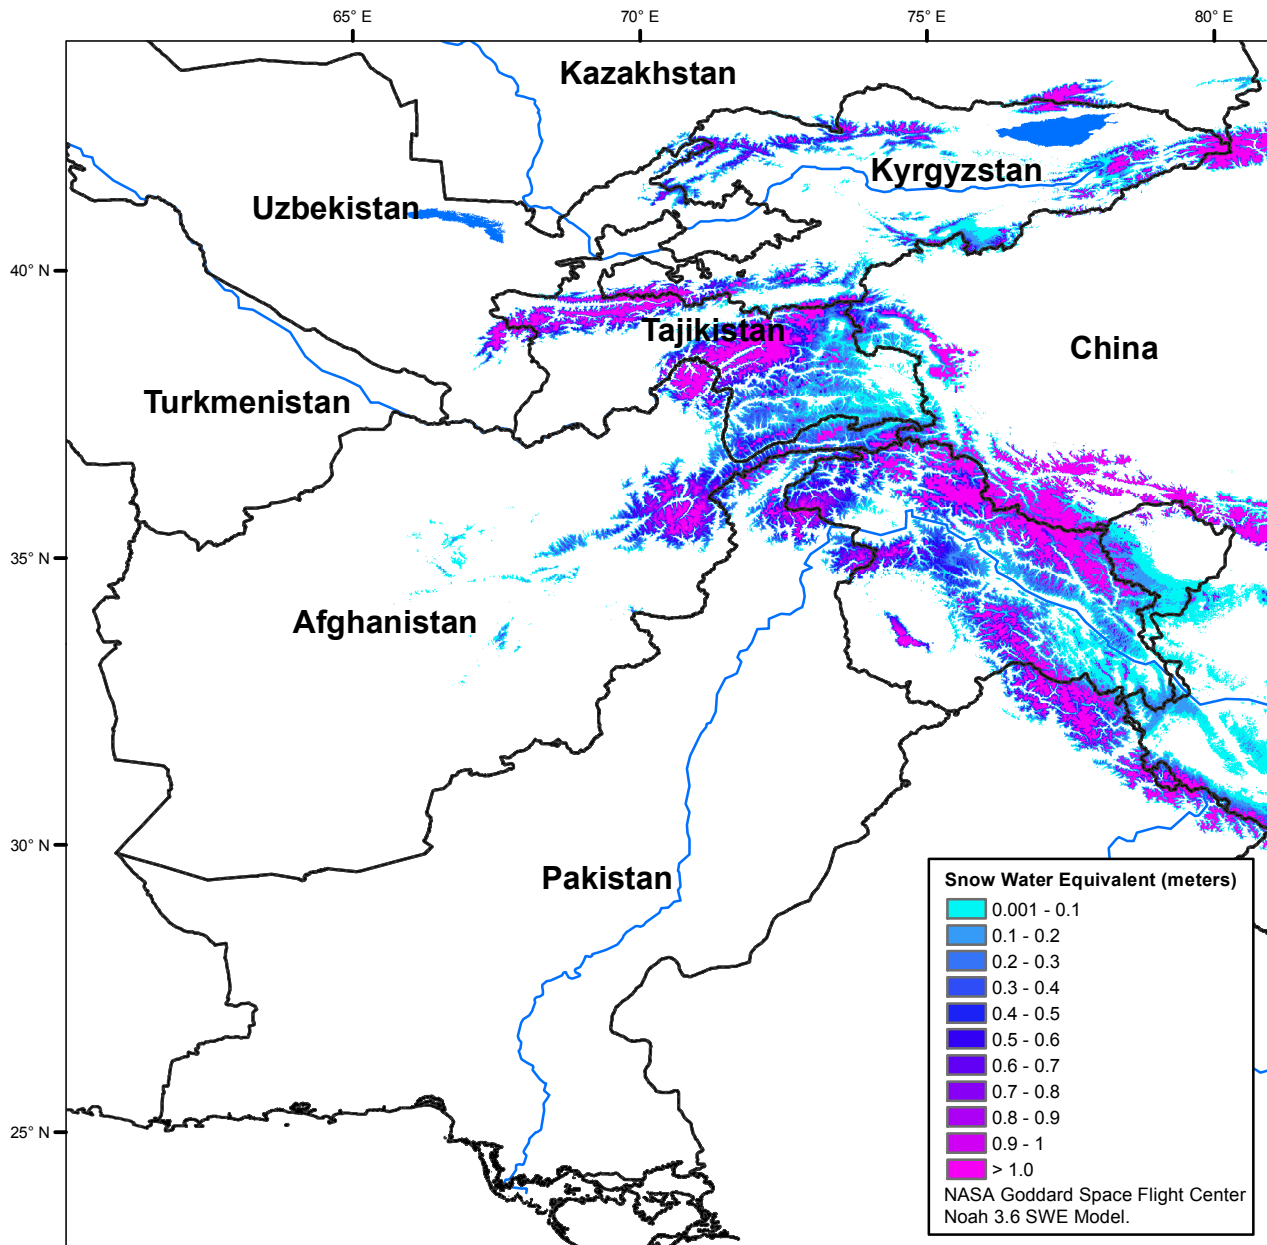 65° E
70° E
75° E
80° E
Kazakhstan
Kyrgyzstan
Uzbekistan
40° N
Tajikistan
China
Turkmenistan
35° N
Afghanistan
30° N
Pakistan
Snow Water Equivalent (meters)
0.001 - 0.1
0.1 - 0.2
0.2 - 0.3
0.3 - 0.4
0.4 - 0.5
0.5 - 0.6
0.6 - 0.7
0.7 - 0.8
0.8 - 0.9
0.9 - 1
> 1.0
25° N
NASA Goddard Space Flight Center
Noah 3.6 SWE Model.